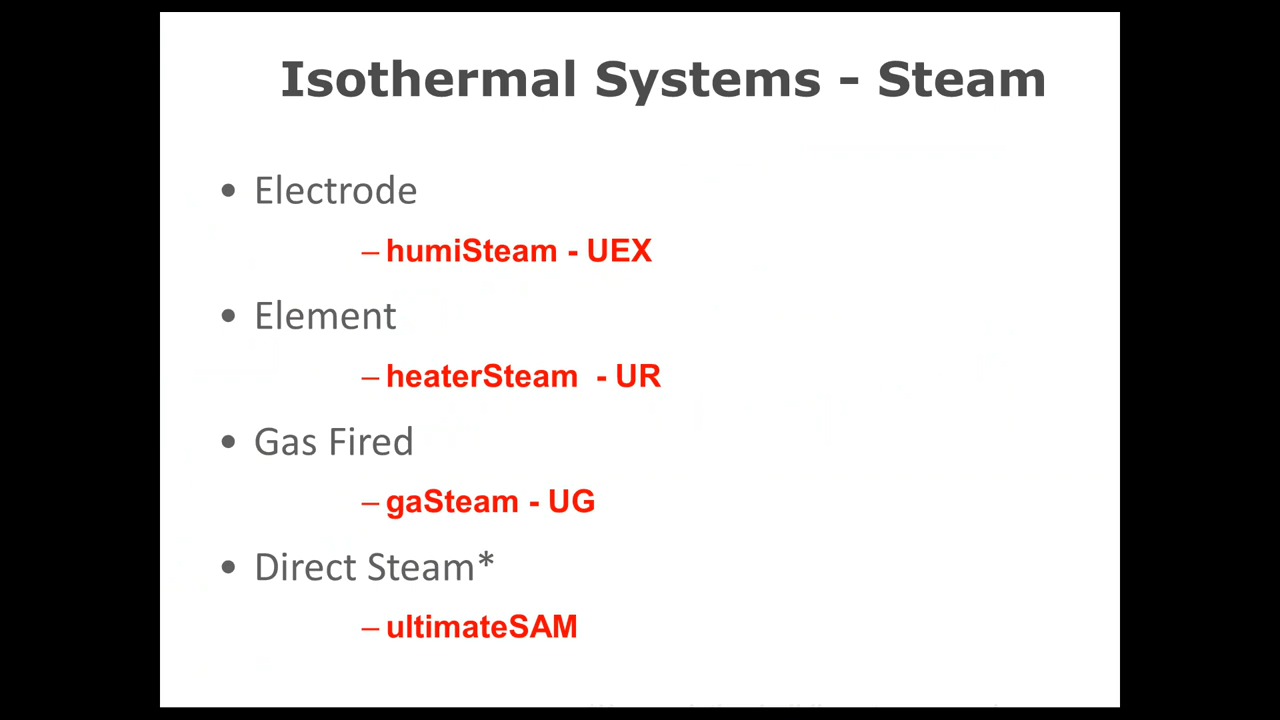 Isothermal Systems - Steam
• Electrode
– humiSteam - UEX
• Element
– heaterSteam - UR
• Gas Fired
– gaSteam - UG
• Direct Steam*
– ultimateSAM